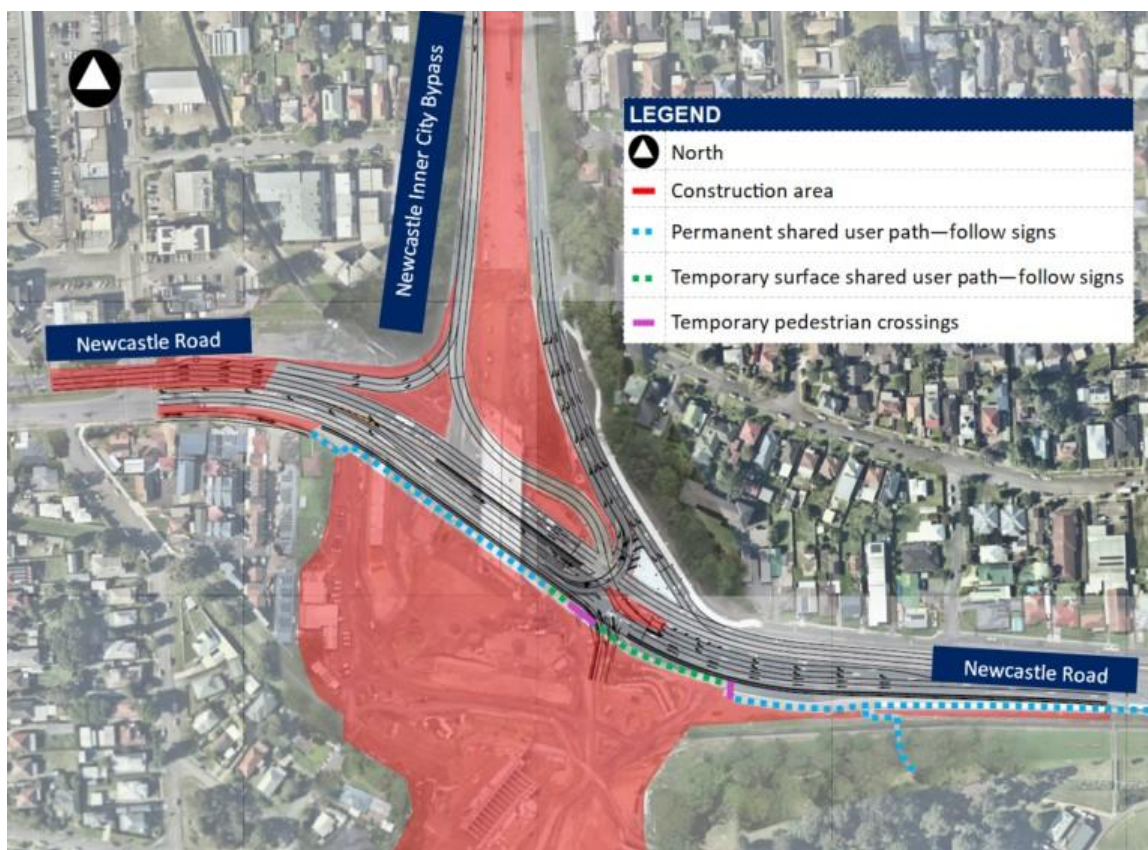 Newcastle Inner City Bypass
LEGEND
North
Construction area
Permanent shared user path—follow signs
Temporary surface shared user path—follow signs
Temporary pedestrian crossings
Newcastle Road
Newcastle Road